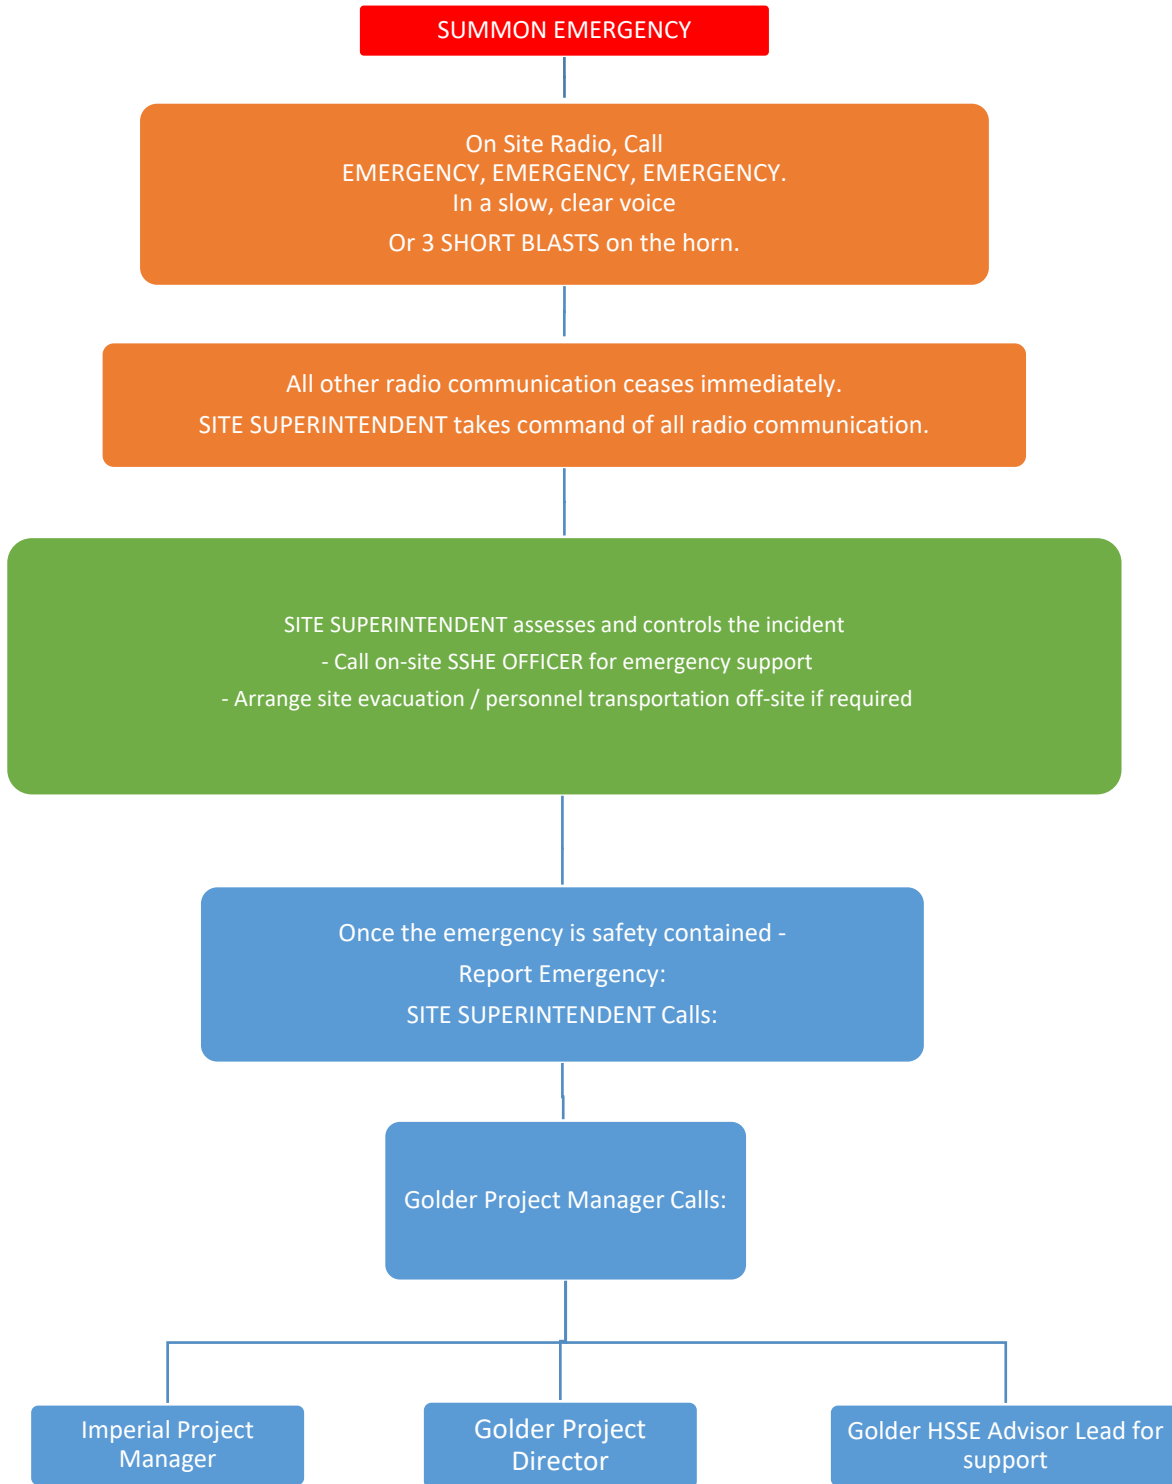 SUMMON EMERGENCY
On Site Radio, Call
EMERGENCY, EMERGENCY, EMERGENCY.
In a slow, clear voice
Or 3 SHORT BLASTS on the horn.
All other radio communication ceases immediately.
SITE SUPERINTENDENT takes command of all radio communication.
SITE SUPERINTENDENT assesses and controls the incident
- Call on-site SSHE OFFICER for emergency support
- Arrange site evacuation / personnel transportation off-site if required
Once the emergency is safety contained -
Report Emergency:
SITE SUPERINTENDENT Calls:
Golder Project Manager Calls:
Imperial Project
Manager
Golder Project
Director
Golder HSSE Advisor Lead for
support